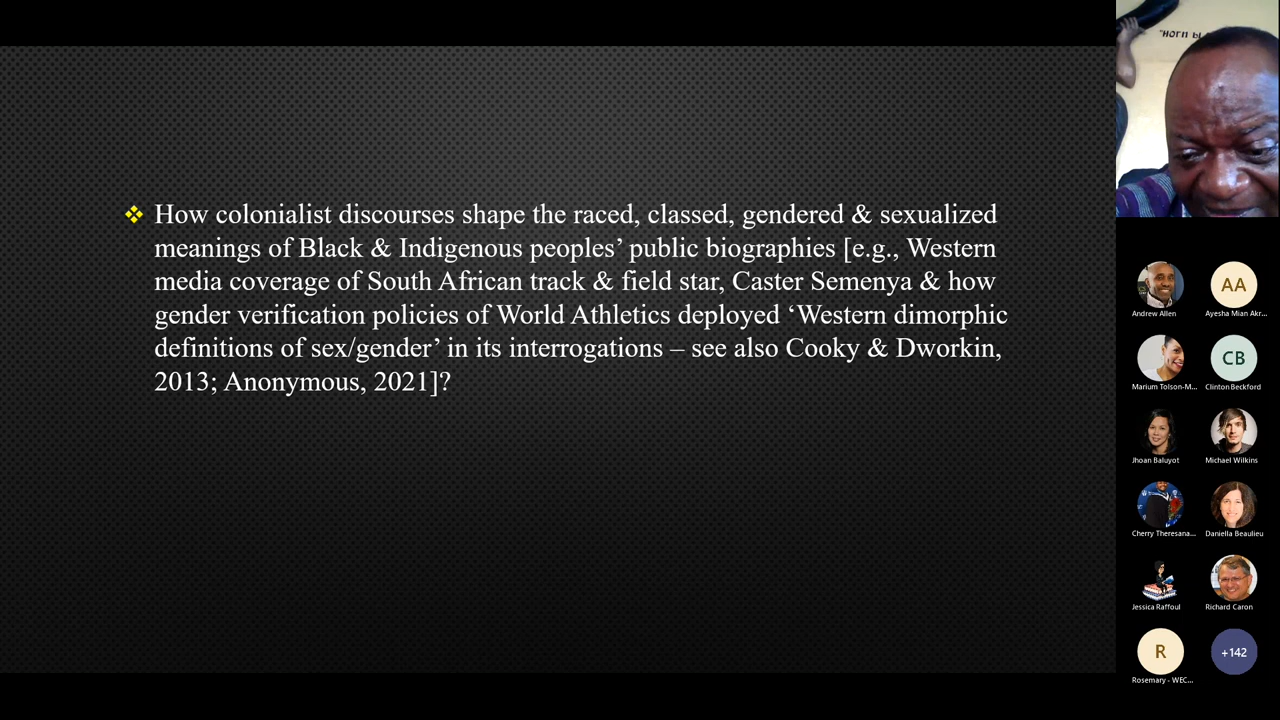 How colonialist discourses shape the raced, classed, gendered & sexualized
meanings of Black & Indigenous peoples’ public biographies [e.g., Western
media coverage of South African track & field star, Caster Semenya & how
gender verification policies of World Athletics deployed ‘Western dimorphic
definitions of sex/gender’ in its interrogations – see also Cooky & Dworkin,
2013; Anonymous, 2021]?
Andrew Allen
AA
Ayesha Mian Akr...
Marium Tolson-M...
CB
Clinton Beckford
Jhoan Baluyot
Michael Wilkins
Cherry Theresana...
Daniella Beaulieu
Jessica Raffoul
Richard Caron
R
Rosemary - WEC...
+142